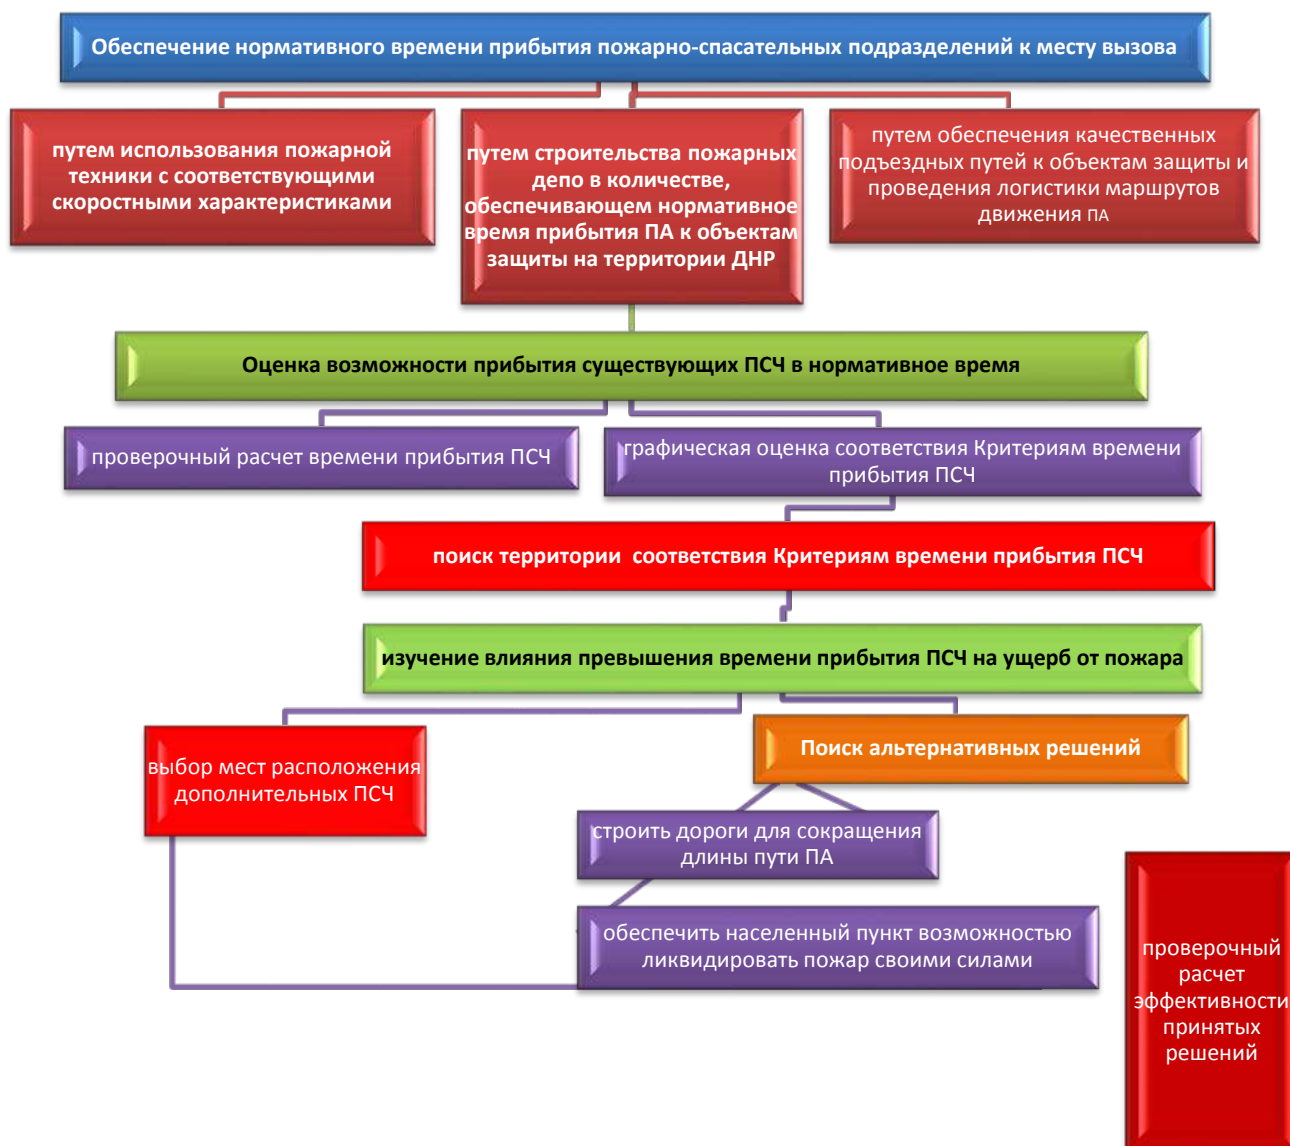 Обеспечение нормативного времени прибытия пожарно-спасательных подразделений к месту вызова
путем использования пожарной
техники с соответствующими
скоростными характеристиками
путем строительства пожарных
депо в количестве,
обеспечивающем нормативное
время прибытия ПА к объектам
защиты на территории ДНР
путем обеспечения качественных
подъездных путей к объектам защиты и
проведения логистики маршрутов
движения ПА
Оценка возможности прибытия существующих ПСЧ в нормативное время
проверочный расчет времени прибытия ПСЧ
графическая оценка соответствия Критериям времени
прибытия ПСЧ
поиск территории соответствия Критериям времени прибытия ПСЧ
изучение влияния превышения времени прибытия ПСЧ на ущерб от пожара
выбор мест расположения
дополнительных ПСЧ
Поиск альтернативных решений
строить дороги для сокращения
длины пути ПА
обеспечить населенный пункт возможностью
ликвидировать пожар своими силами
проверочный
расчет
эффективности
принятых
решений